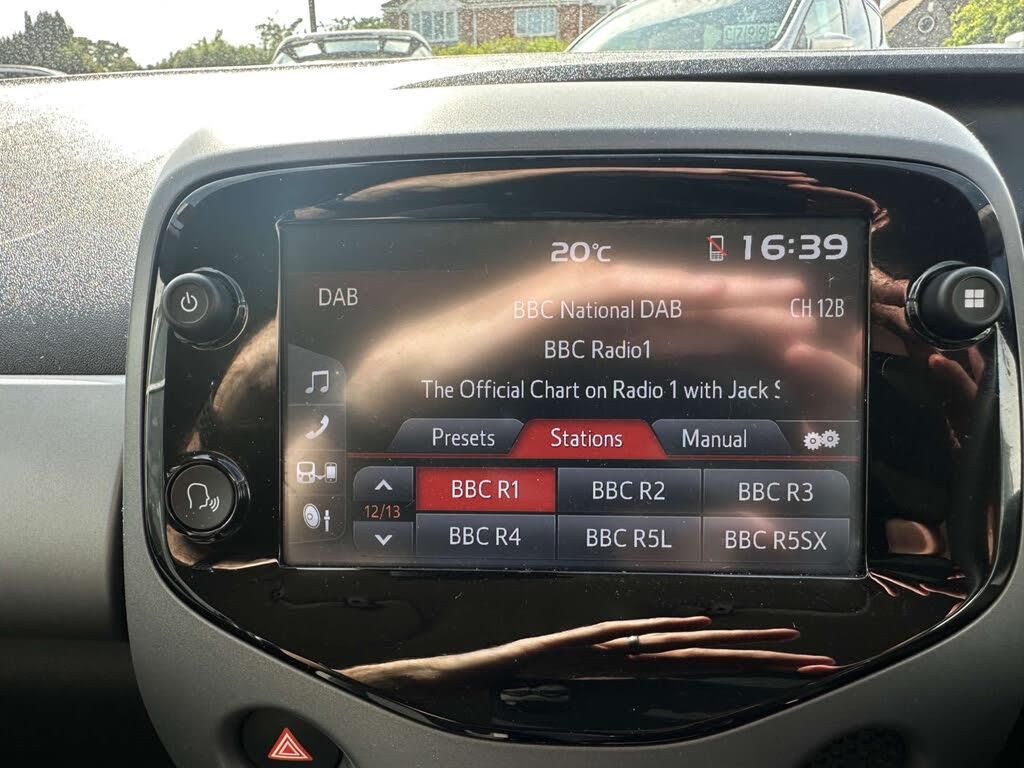 20°C 16:39
DAB BBC National DAB CH 12B
BBC Radio1
The Official Chart on Radio 1 with Jack S
Presets Stations Manual
12/13 BBC R1 BBC R2 BBC R3
BBC R4 BBC R5L BBC R5SX